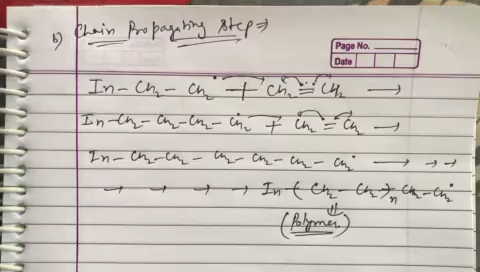 b) Chain Propagating Step ⇒
Page No.
Date
In – CH₂ – CH₂• + CH₂ = CH₂ →
In – CH₂ – CH₂ – CH₂ – CH₂• + CH₂ = CH₂ →
In – CH₂ – CH₂ – CH₂ – CH₂ – CH₂ – CH₂• → → →
→ → → → In –( CH₂ – CH₂ )ₙ CH₂ – CH₂•
(Polymer)